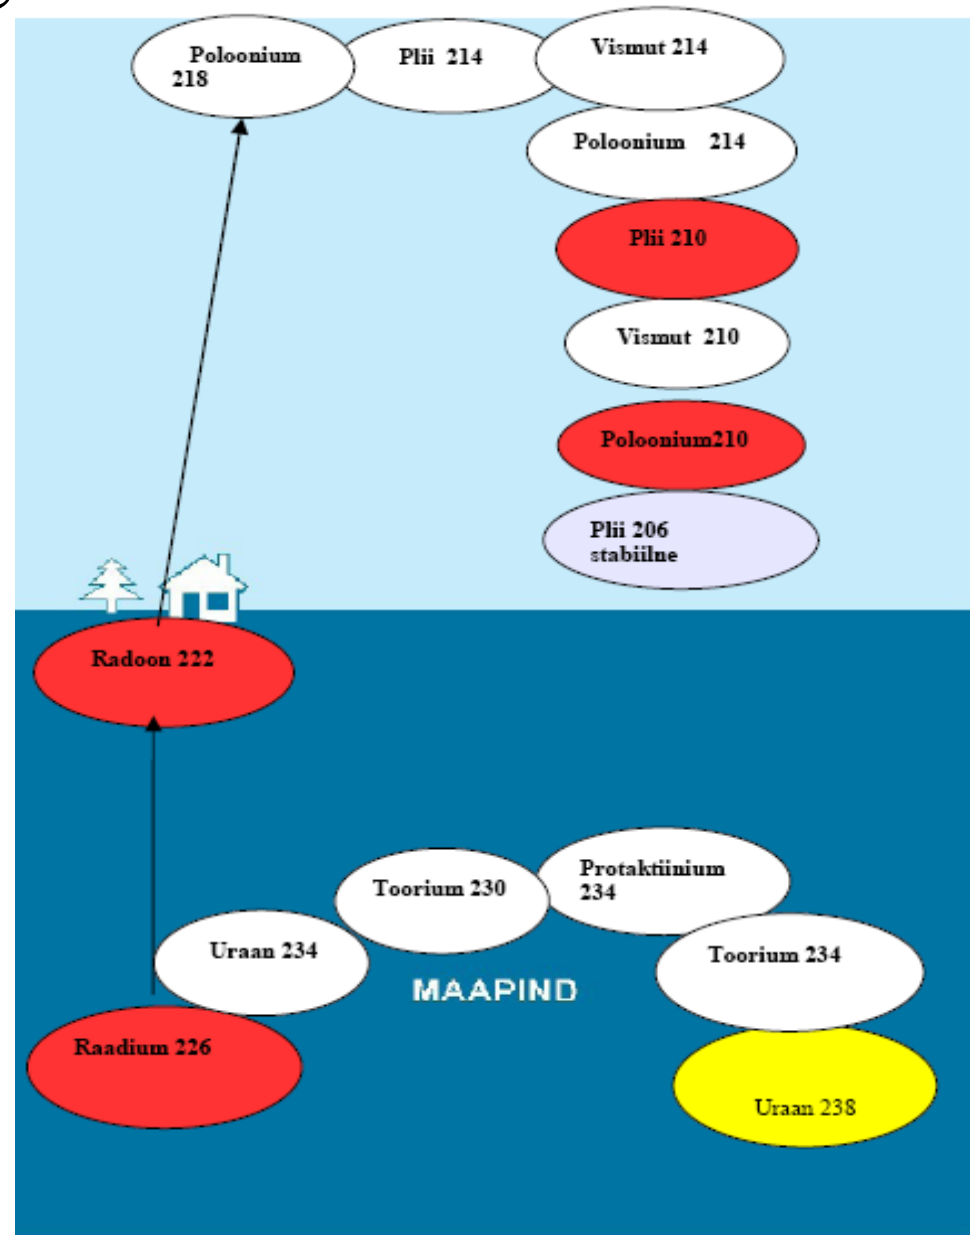 Poloonium
218
Plii 214
Vismut 214
Poloonium 214
Plii 210
Vismut 210
Poloonium210
Plii 206
stabiilne
Radoon 222
Protaktiinium
234
Toorium 230
Uraan 234
Toorium 234
MAAPIND
Raadium 226
Uraan 238